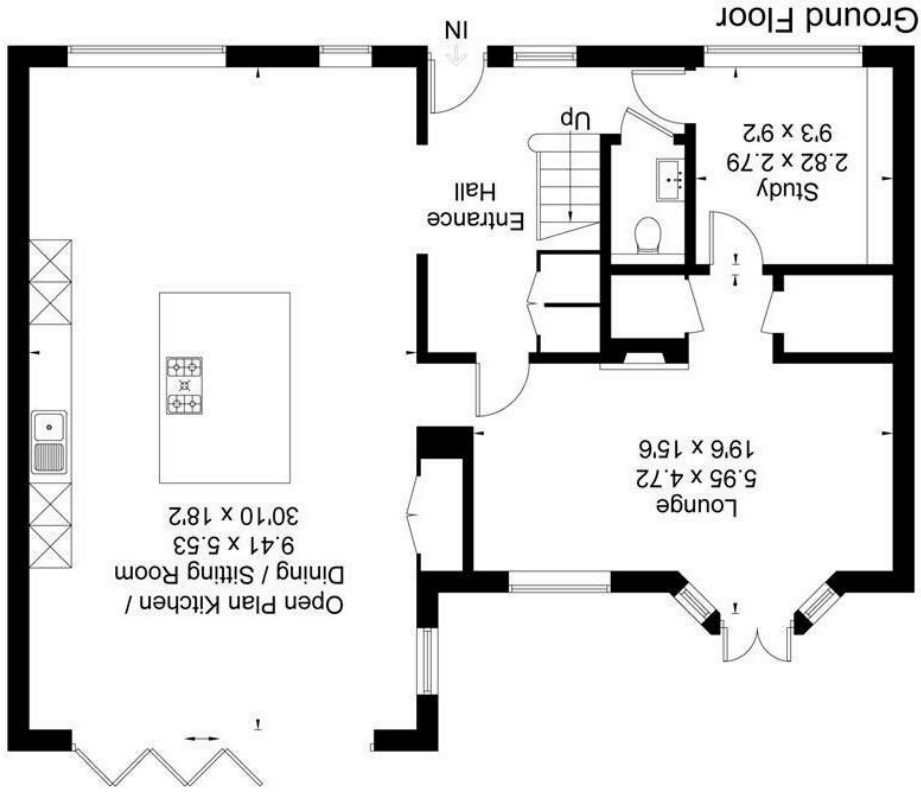 Open Plan Kitchen /
Dining / Sitting Room
9.41 x 5.53
30'10 x 18'2
Lounge
5.95 x 4.72
19'6 x 15'6
Entrance
Hall
Study
2.82 x 2.79
9'3 x 9'2
Up
IN
Ground Floor